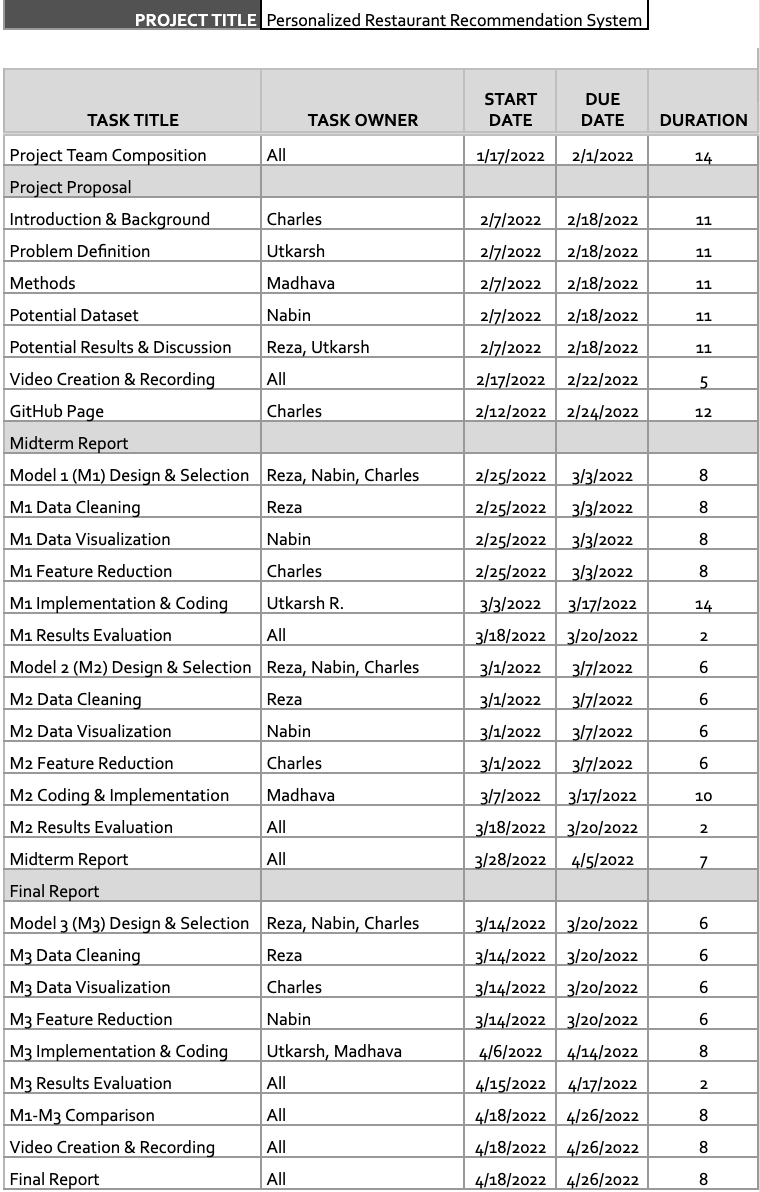 PROJECT TITLE Personalized Restaurant Recommendation System
TASK TITLE TASK OWNER START DATE DUE DATE DURATION
Project Team Composition All 1/17/2022 2/1/2022 14
Project Proposal
Introduction & Background Charles 2/7/2022 2/18/2022 11
Problem Definition Utkarsh 2/7/2022 2/18/2022 11
Methods Madhava 2/7/2022 2/18/2022 11
Potential Dataset Nabin 2/7/2022 2/18/2022 11
Potential Results & Discussion Reza, Utkarsh 2/7/2022 2/18/2022 11
Video Creation & Recording All 2/17/2022 2/22/2022 5
GitHub Page Charles 2/12/2022 2/24/2022 12
Midterm Report
Model 1 (M1) Design & Selection Reza, Nabin, Charles 2/25/2022 3/3/2022 8
M1 Data Cleaning Reza 2/25/2022 3/3/2022 8
M1 Data Visualization Nabin 2/25/2022 3/3/2022 8
M1 Feature Reduction Charles 2/25/2022 3/3/2022 8
M1 Implementation & Coding Utkarsh R. 3/3/2022 3/17/2022 14
M1 Results Evaluation All 3/18/2022 3/20/2022 2
Model 2 (M2) Design & Selection Reza, Nabin, Charles 3/1/2022 3/7/2022 6
M2 Data Cleaning Reza 3/1/2022 3/7/2022 6
M2 Data Visualization Nabin 3/1/2022 3/7/2022 6
M2 Feature Reduction Charles 3/1/2022 3/7/2022 6
M2 Coding & Implementation Madhava 3/7/2022 3/17/2022 10
M2 Results Evaluation All 3/18/2022 3/20/2022 2
Midterm Report All 3/28/2022 4/5/2022 7
Final Report
Model 3 (M3) Design & Selection Reza, Nabin, Charles 3/14/2022 3/20/2022 6
M3 Data Cleaning Reza 3/14/2022 3/20/2022 6
M3 Data Visualization Charles 3/14/2022 3/20/2022 6
M3 Feature Reduction Nabin 3/14/2022 3/20/2022 6
M3 Implementation & Coding Utkarsh, Madhava 4/6/2022 4/14/2022 8
M3 Results Evaluation All 4/15/2022 4/17/2022 2
M1-M3 Comparison All 4/18/2022 4/26/2022 8
Video Creation & Recording All 4/18/2022 4/26/2022 8
Final Report All 4/18/2022 4/26/2022 8